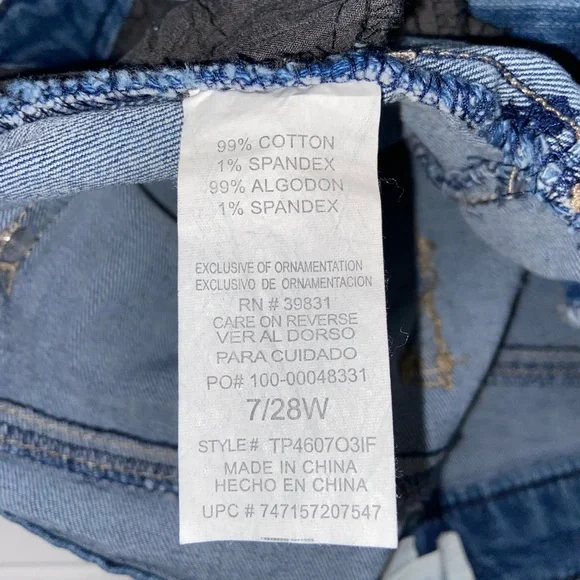 99% COTTON
1% SPANDEX
99% ALGODON
1% SPANDEX
EXCLUSIVE OF ORNAMENTATION
EXCLUSIVO DE ORNAMENTACION
RN # 39831
CARE ON REVERSE
VER AL DORSO
PARA CUIDADO
PO# 100-00048331
7/28W
STYLE # TP4607O3IF
MADE IN CHINA
HECHO EN CHINA
UPC # 747157207547